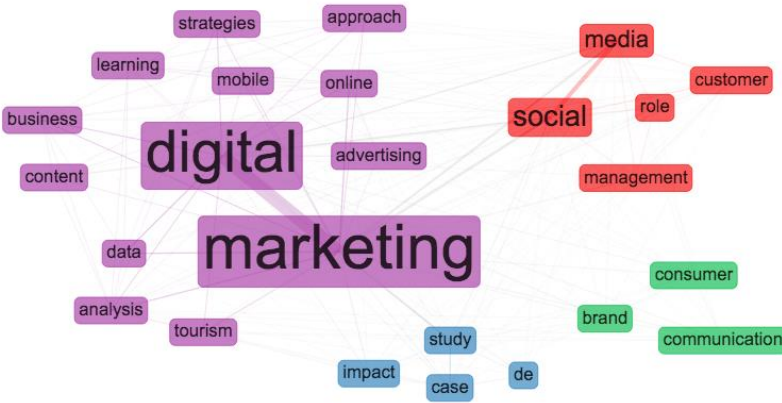 strategies
approach
media
learning
mobile
online
customer
role
business
social
digital
advertising
content
management
marketing
data
consumer
analysis
brand
tourism
study
communication
impact
de
case